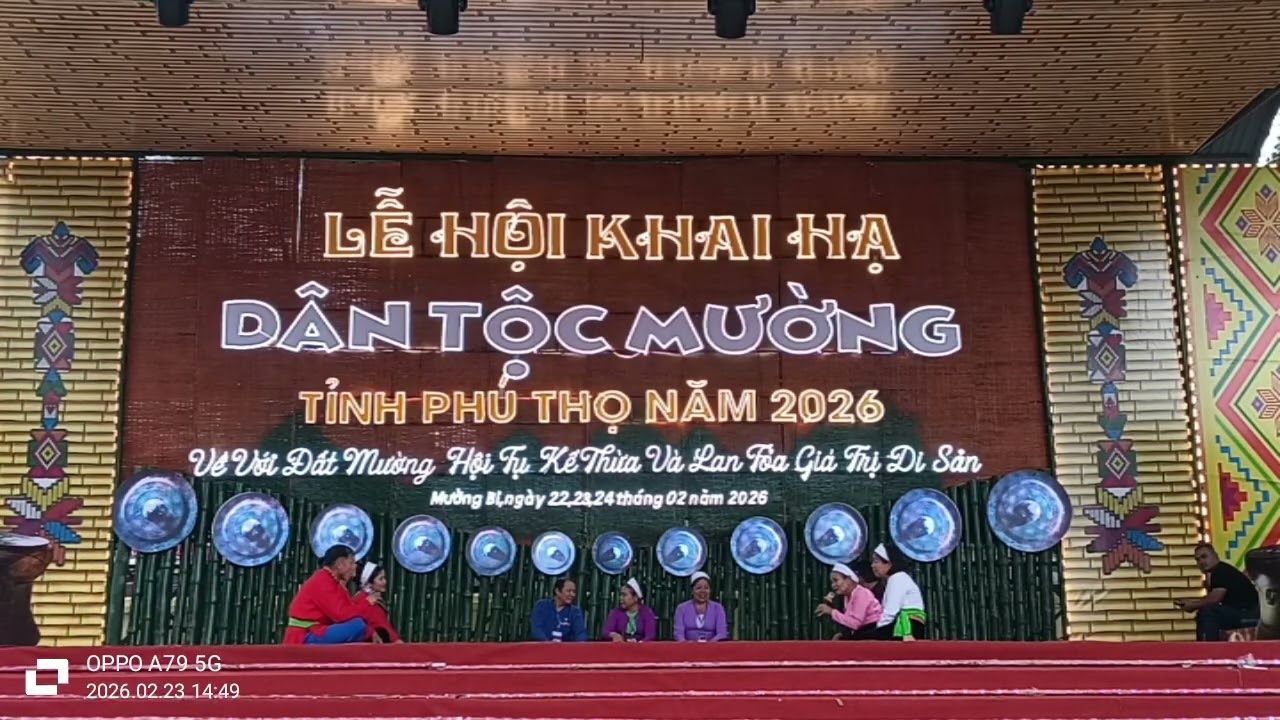 LỄ HỘI KHAI HẠ
DÂN TỘC MƯỜNG
TỈNH PHÚ THỌ NĂM 2026
Về Với Đất Mường Hội Tụ Kế Thừa Và Lan Tỏa Giá Trị Di Sản
Mường Bi, ngày 22,23,24 tháng 02 năm 2026
OPPO A79 5G
2026.02.23 14:49